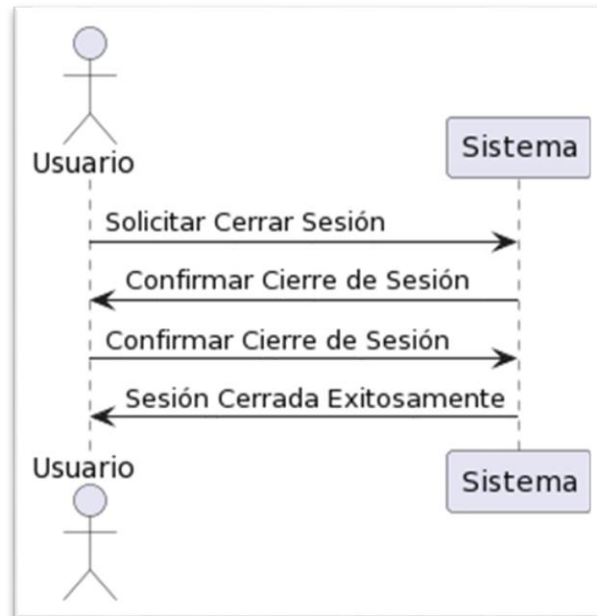 Usuario
Sistema
Solicitar Cerrar Sesión
Confirmar Cierre de Sesión
Confirmar Cierre de Sesión
Sesión Cerrada Exitosamente
Usuario
Sistema